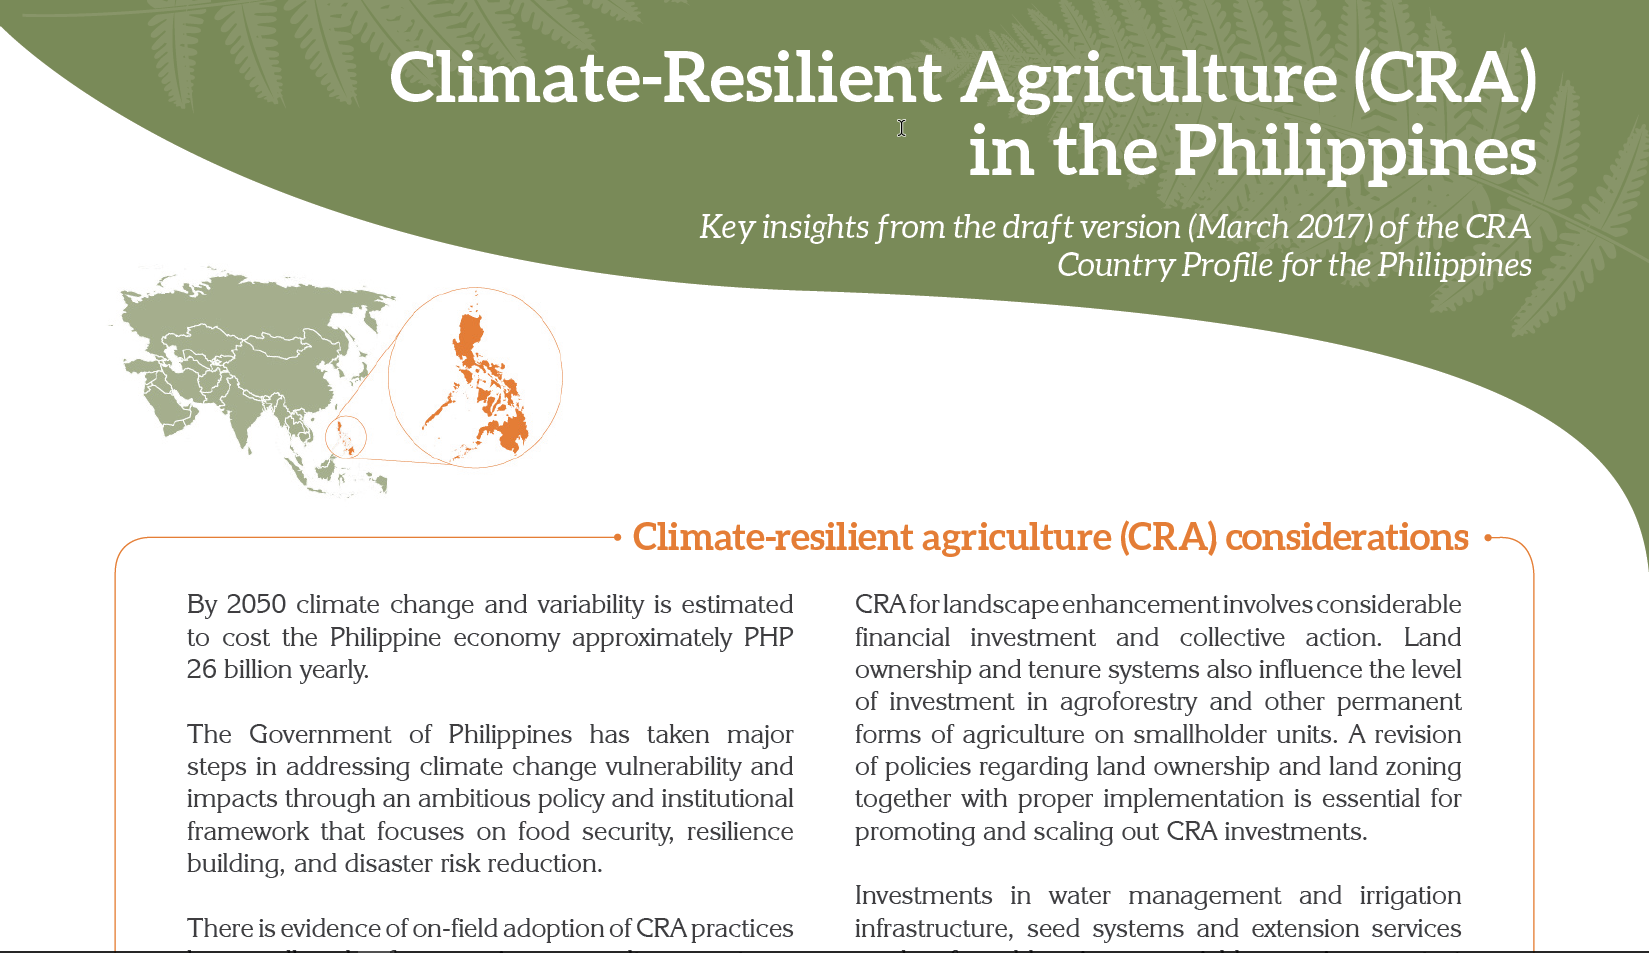 Climate-Resilient Agriculture (CRA)
in the Philippines
Key insights from the draft version (March 2017) of the CRA
Country Profile for the Philippines
Climate-resilient agriculture (CRA) considerations
By 2050 climate change and variability is estimated
to cost the Philippine economy approximately PHP
26 billion yearly.
The Government of Philippines has taken major
steps in addressing climate change vulnerability and
impacts through an ambitious policy and institutional
framework that focuses on food security, resilience
building, and disaster risk reduction.
There is evidence of on-field adoption of CRA practices
CRA for landscape enhancement involves considerable
financial investment and collective action. Land
ownership and tenure systems also influence the level
of investment in agroforestry and other permanent
forms of agriculture on smallholder units. A revision
of policies regarding land ownership and land zoning
together with proper implementation is essential for
promoting and scaling out CRA investments.
Investments in water management and irrigation
infrastructure, seed systems and extension services